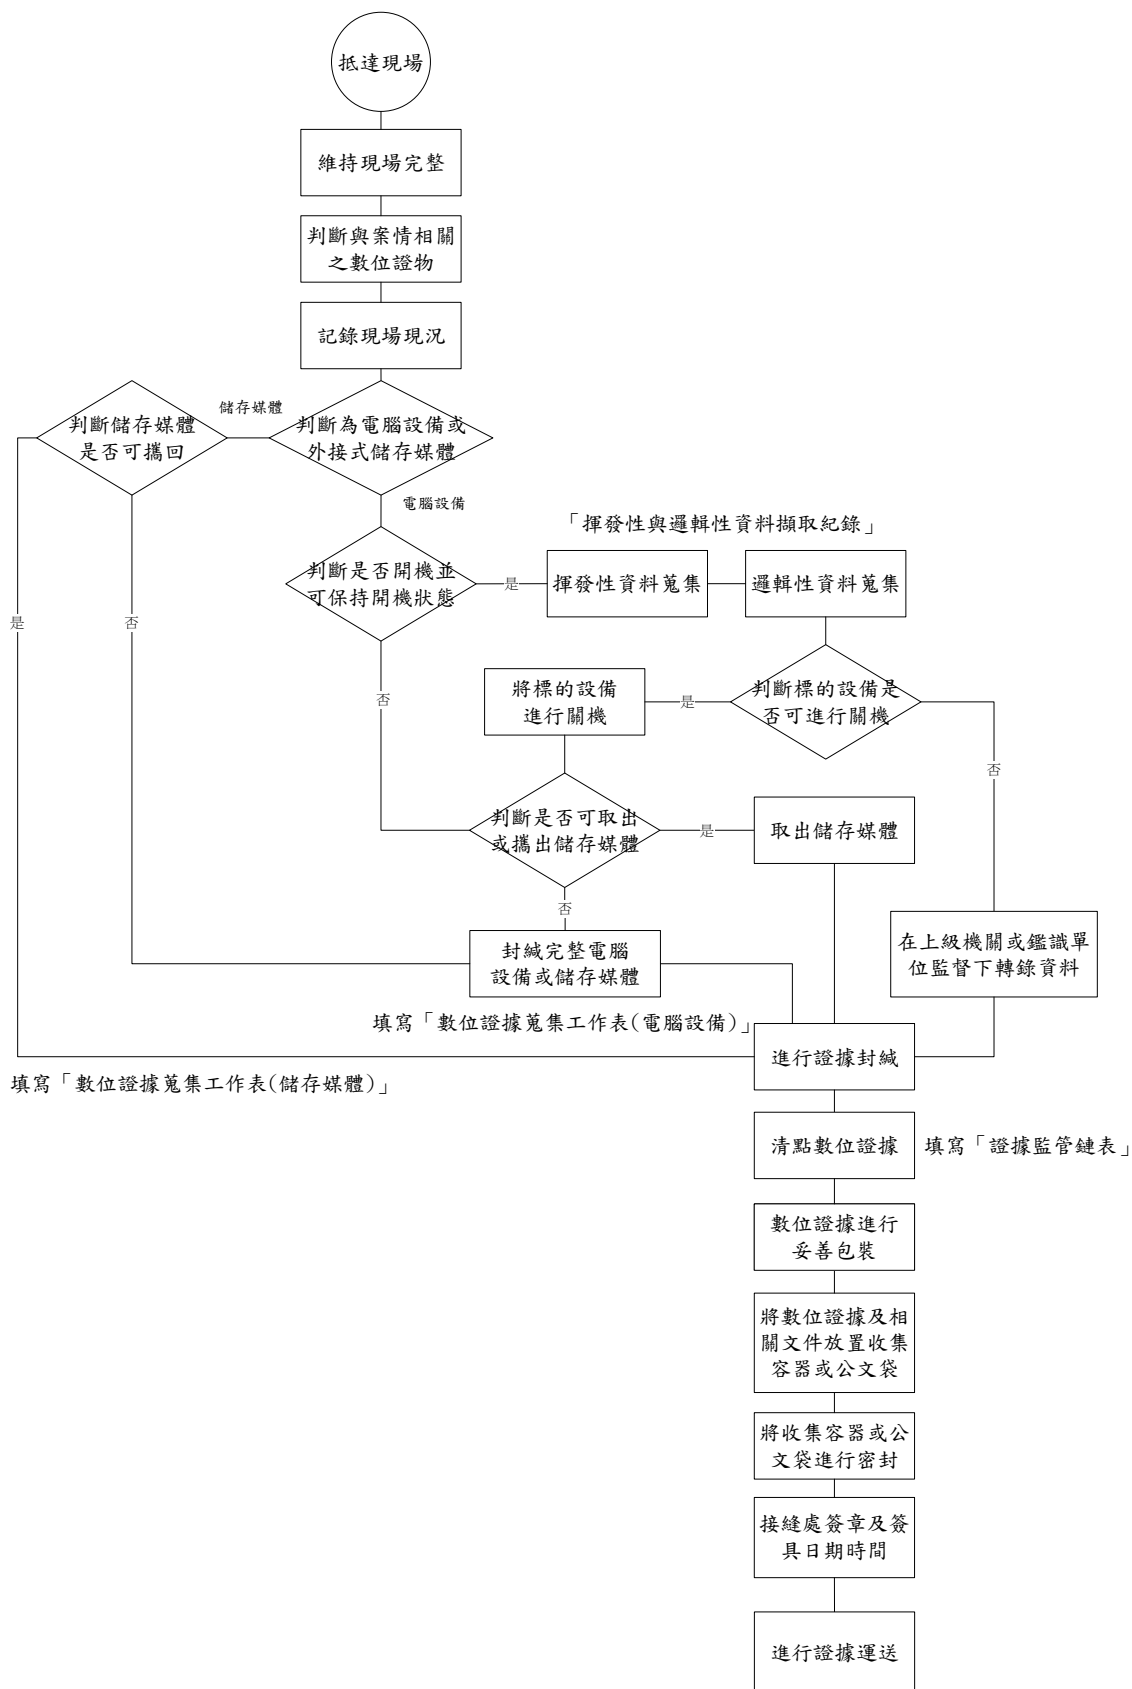 抵達現場
維持現場完整
判斷與案情相關
之數位證物
記錄現場現況
儲存媒體
判斷儲存媒體
是否可攜回
判斷為電腦設備或
外接式儲存媒體
電腦設備
「揮發性與邏輯性資料擷取紀錄」
判斷是否開機並
可保持開機狀態
是
揮發性資料蒐集
邏輯性資料蒐集
是
否
將標的設備
進行關機
是
判斷標的設備是
否可進行關機
否
否
判斷是否可取出
或攜出儲存媒體
是
取出儲存媒體
否
封緘完整電腦
設備或儲存媒體
在上級機關或鑑識單
位監督下轉錄資料
填寫「數位證據蒐集工作表(電腦設備)」
進行證據封緘
填寫「數位證據蒐集工作表(儲存媒體)」
清點數位證據
填寫「證據監管鏈表」
數位證據進行
妥善包裝
將數位證據及相
關文件放置收集
容器或公文袋
將收集容器或公
文袋進行密封
接縫處簽章及簽
具日期時間
進行證據運送